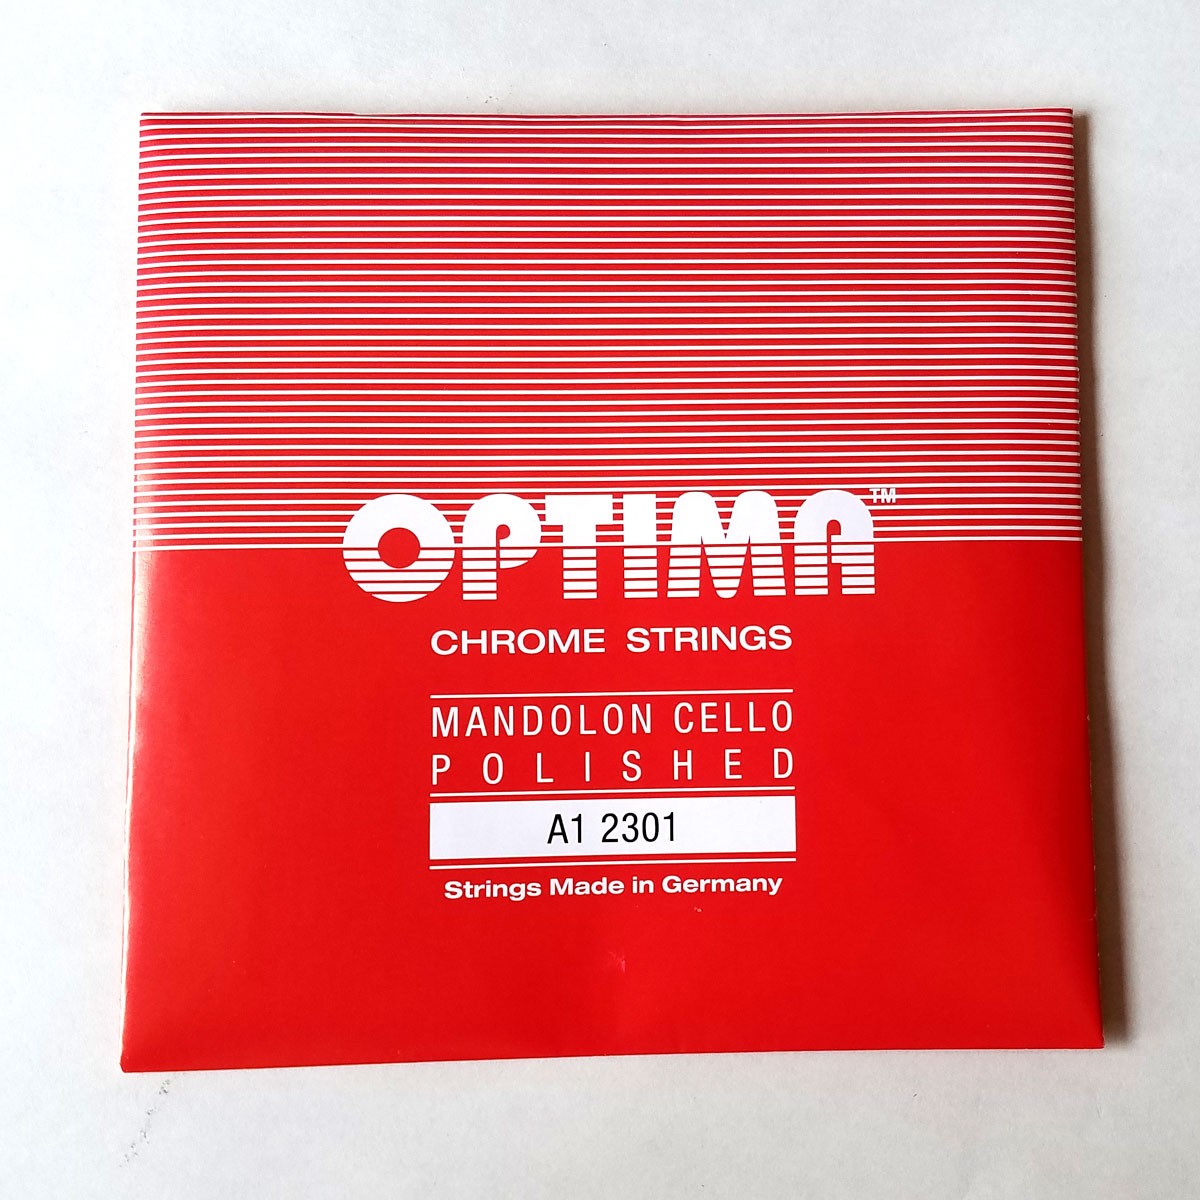 OPTIMA™
CHROME STRINGS
MANDOLON CELLO
POLISHED
A1 2301
Strings Made in Germany